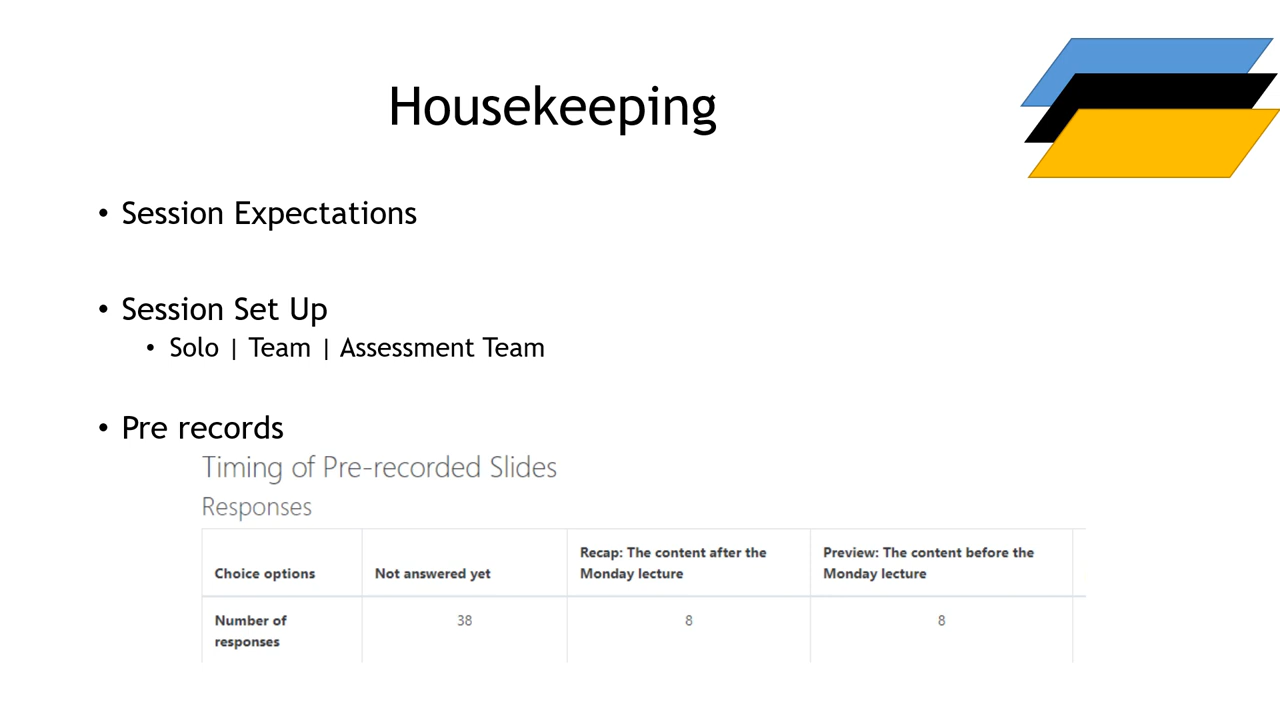 Housekeeping
• Session Expectations
• Session Set Up
• Solo | Team | Assessment Team
• Pre records
Timing of Pre-recorded Slides
Responses
Choice options | Not answered yet | Recap: The content after the Monday lecture | Preview: The content before the Monday lecture
Number of responses | 38 | 8 | 8